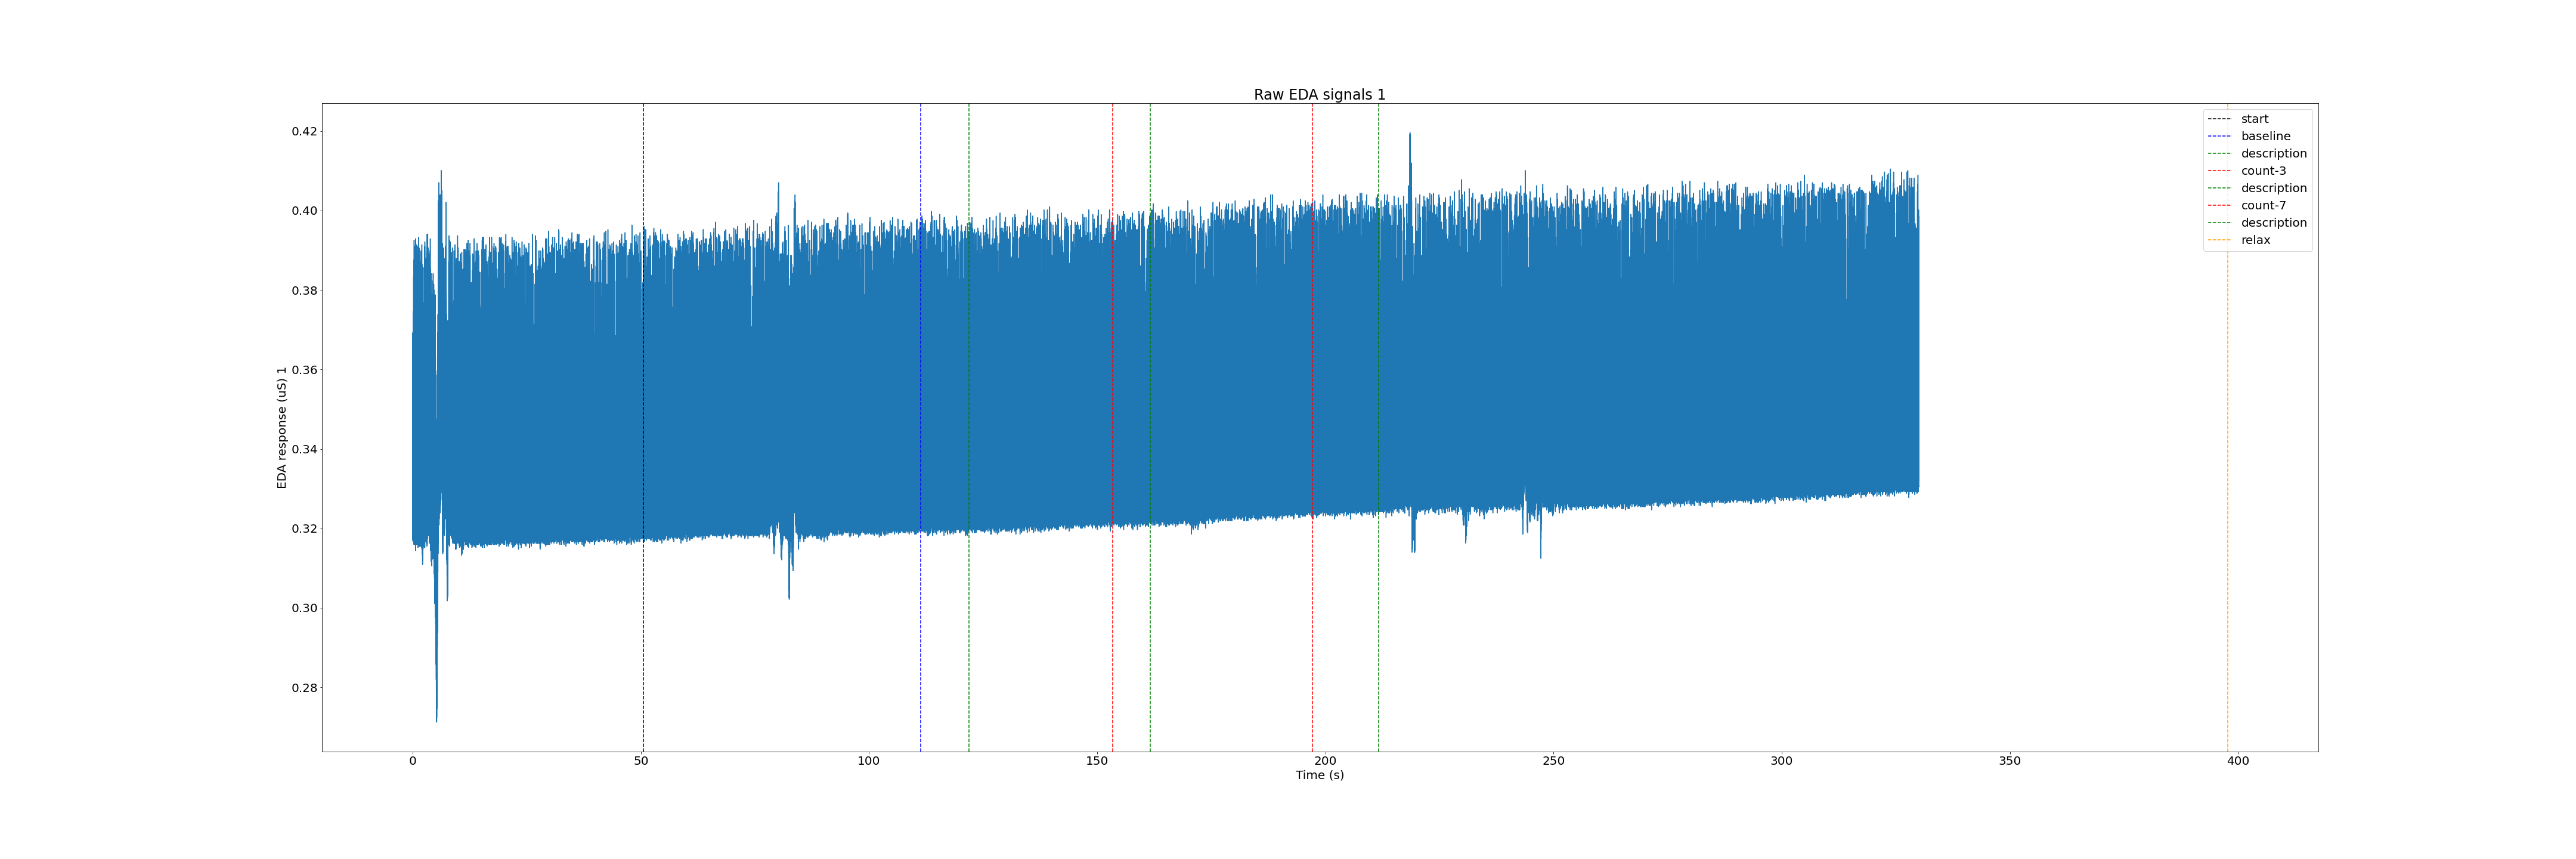 Raw EDA signals 1
start
baseline
description
count-3
description
count-7
description
relax
0.42
0.40
0.38
0.36
0.34
0.32
0.30
0.28
EDA response (uS) 1
0 50 100 150 200 250 300 350 400
Time (s)